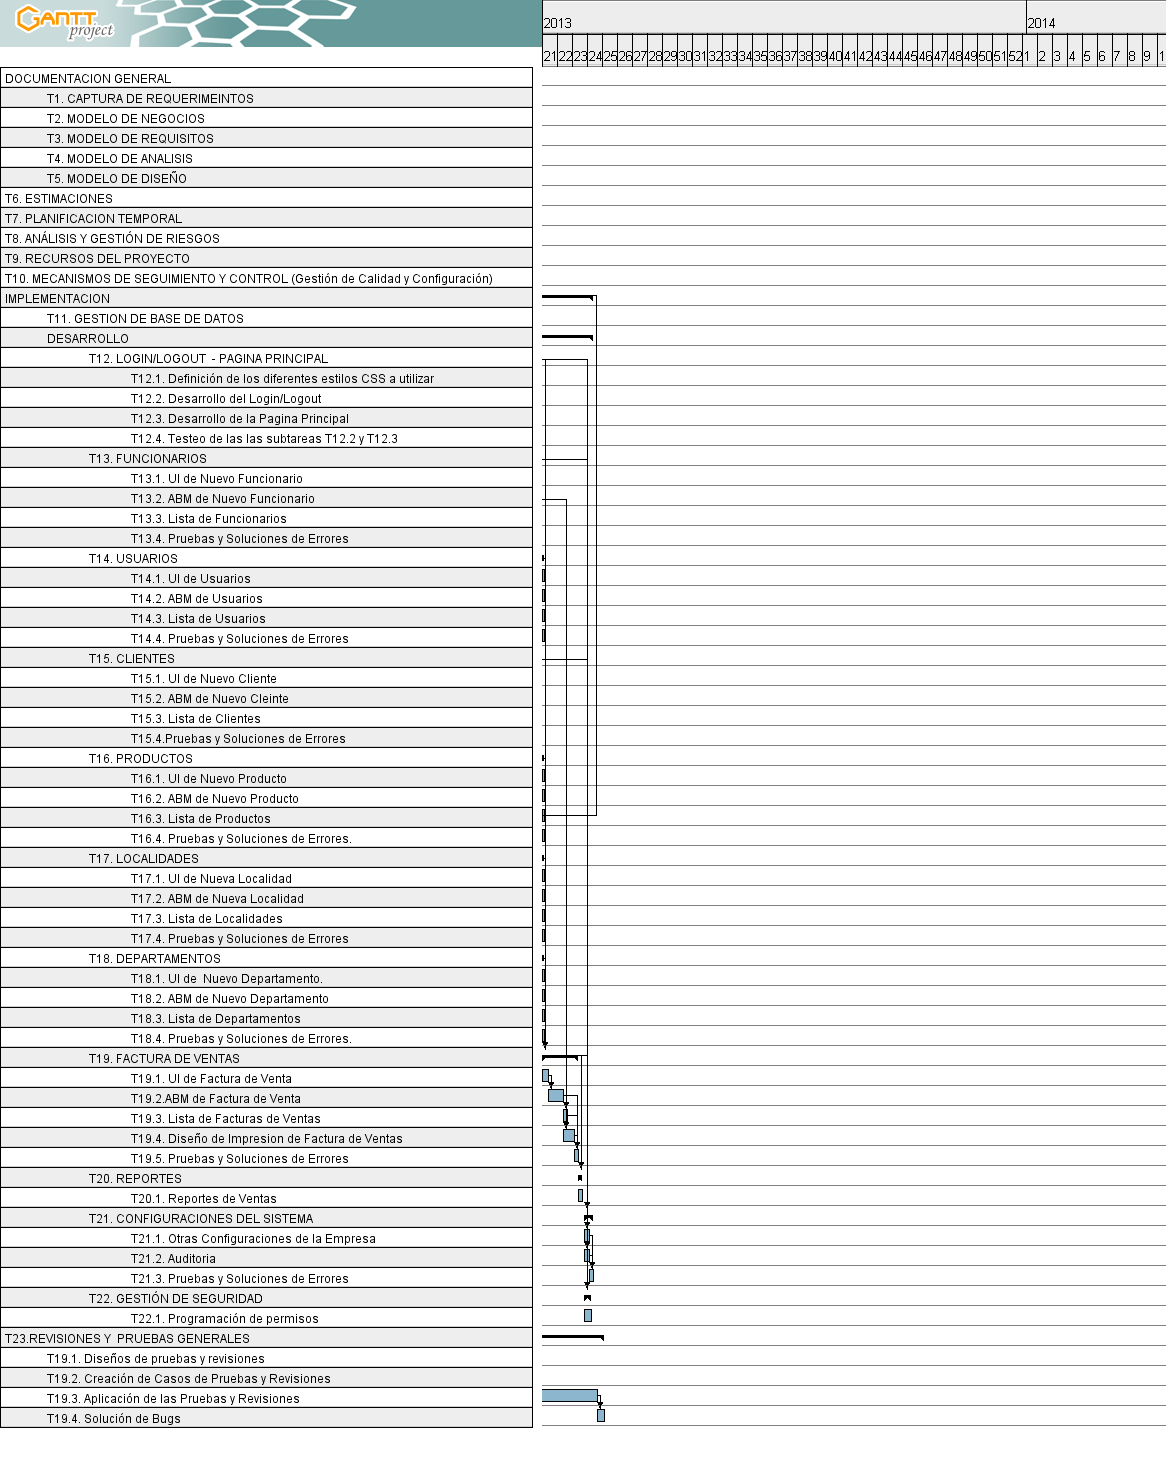 GANTT
project
2013 2014
21 22 23 24 25 26 27 28 29 30 31 32 33 34 35 36 37 38 39 40 41 42 43 44 45 46 47 48 49 50 51 52 1 2 3 4 5 6 7 8 9 1
DOCUMENTACION GENERAL
T1. CAPTURA DE REQUERIMEINTOS
T2. MODELO DE NEGOCIOS
T3. MODELO DE REQUISITOS
T4. MODELO DE ANALISIS
T5. MODELO DE DISEÑO
T6. ESTIMACIONES
T7. PLANIFICACION TEMPORAL
T8. ANÁLISIS Y GESTIÓN DE RIESGOS
T9. RECURSOS DEL PROYECTO
T10. MECANISMOS DE SEGUIMIENTO Y CONTROL (Gestión de Calidad y Configuración)
IMPLEMENTACION
T11. GESTION DE BASE DE DATOS
DESARROLLO
T12. LOGIN/LOGOUT - PAGINA PRINCIPAL
T12.1. Definición de los diferentes estilos CSS a utilizar
T12.2. Desarrollo del Login/Logout
T12.3. Desarrollo de la Pagina Principal
T12.4. Testeo de las las subtareas T12.2 y T12.3
T13. FUNCIONARIOS
T13.1. UI de Nuevo Funcionario
T13.2. ABM de Nuevo Funcionario
T13.3. Lista de Funcionarios
T13.4. Pruebas y Soluciones de Errores
T14. USUARIOS
T14.1. UI de Usuarios
T14.2. ABM de Usuarios
T14.3. Lista de Usuarios
T14.4. Pruebas y Soluciones de Errores
T15. CLIENTES
T15.1. UI de Nuevo Cliente
T15.2. ABM de Nuevo Cleinte
T15.3. Lista de Clientes
T15.4.Pruebas y Soluciones de Errores
T16. PRODUCTOS
T16.1. UI de Nuevo Producto
T16.2. ABM de Nuevo Producto
T16.3. Lista de Productos
T16.4. Pruebas y Soluciones de Errores.
T17. LOCALIDADES
T17.1. UI de Nueva Localidad
T17.2. ABM de Nueva Localidad
T17.3. Lista de Localidades
T17.4. Pruebas y Soluciones de Errores
T18. DEPARTAMENTOS
T18.1. UI de Nuevo Departamento.
T18.2. ABM de Nuevo Departamento
T18.3. Lista de Departamentos
T18.4. Pruebas y Soluciones de Errores.
T19. FACTURA DE VENTAS
T19.1. UI de Factura de Venta
T19.2.ABM de Factura de Venta
T19.3. Lista de Facturas de Ventas
T19.4. Diseño de Impresion de Factura de Ventas
T19.5. Pruebas y Soluciones de Errores
T20. REPORTES
T20.1. Reportes de Ventas
T21. CONFIGURACIONES DEL SISTEMA
T21.1. Otras Configuraciones de la Empresa
T21.2. Auditoria
T21.3. Pruebas y Soluciones de Errores
T22. GESTIÓN DE SEGURIDAD
T22.1. Programación de permisos
T23.REVISIONES Y PRUEBAS GENERALES
T19.1. Diseños de pruebas y revisiones
T19.2. Creación de Casos de Pruebas y Revisiones
T19.3. Aplicación de las Pruebas y Revisiones
T19.4. Solución de Bugs